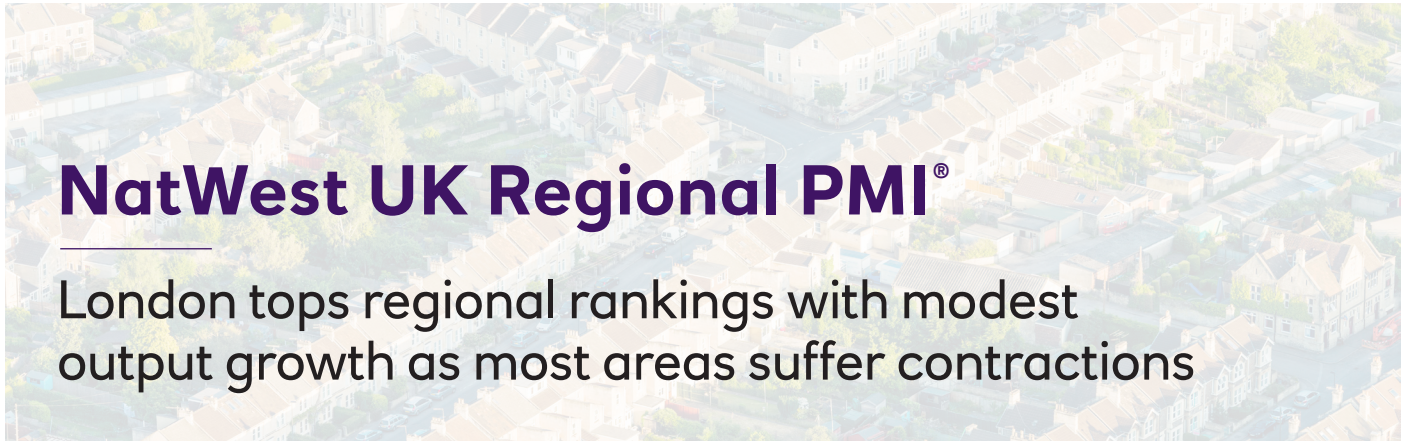 NatWest UK Regional PMI®
London tops regional rankings with modest
output growth as most areas suffer contractions